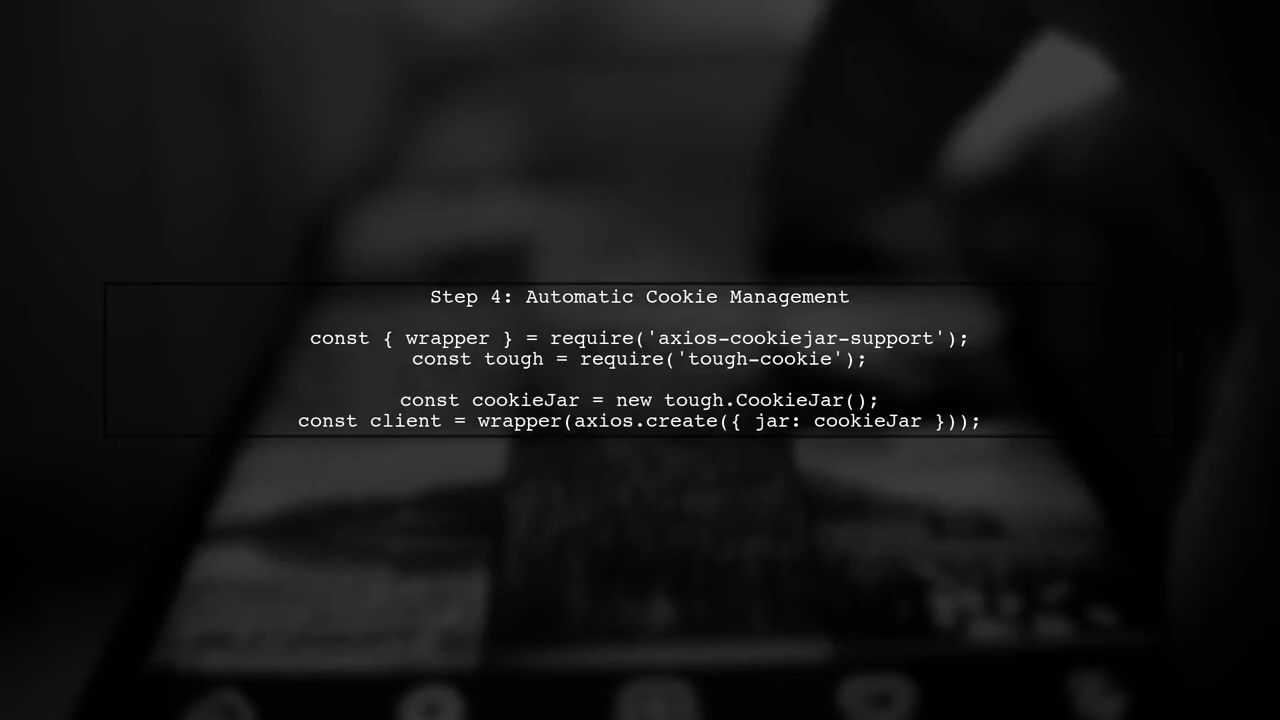 Step 4: Automatic Cookie Management
const { wrapper } = require('axios-cookiejar-support');
const tough = require('tough-cookie');
const cookieJar = new tough.CookieJar();
const client = wrapper(axios.create({ jar: cookieJar }));